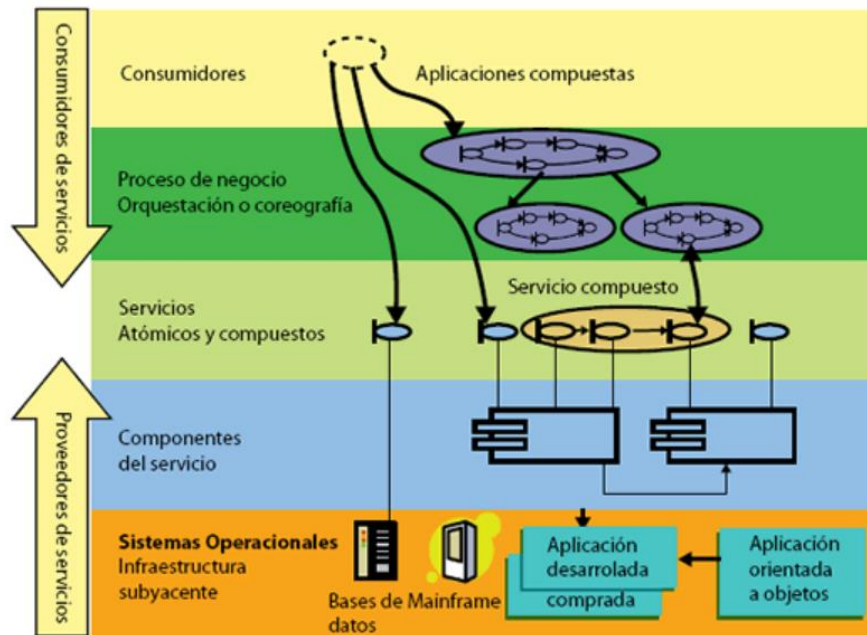 Consumidores de servicios
Proveedores de servicios
Consumidores
Aplicaciones compuestas
Proceso de negocio
Orquestación o coreografía
Servicios
Atómicos y compuestos
Servicio compuesto
Componentes
del servicio
Sistemas Operacionales
Infraestructura
subyacente
Bases de
datos
Mainframe
Aplicación
desarrolada
comprada
Aplicación
orientada
a objetos